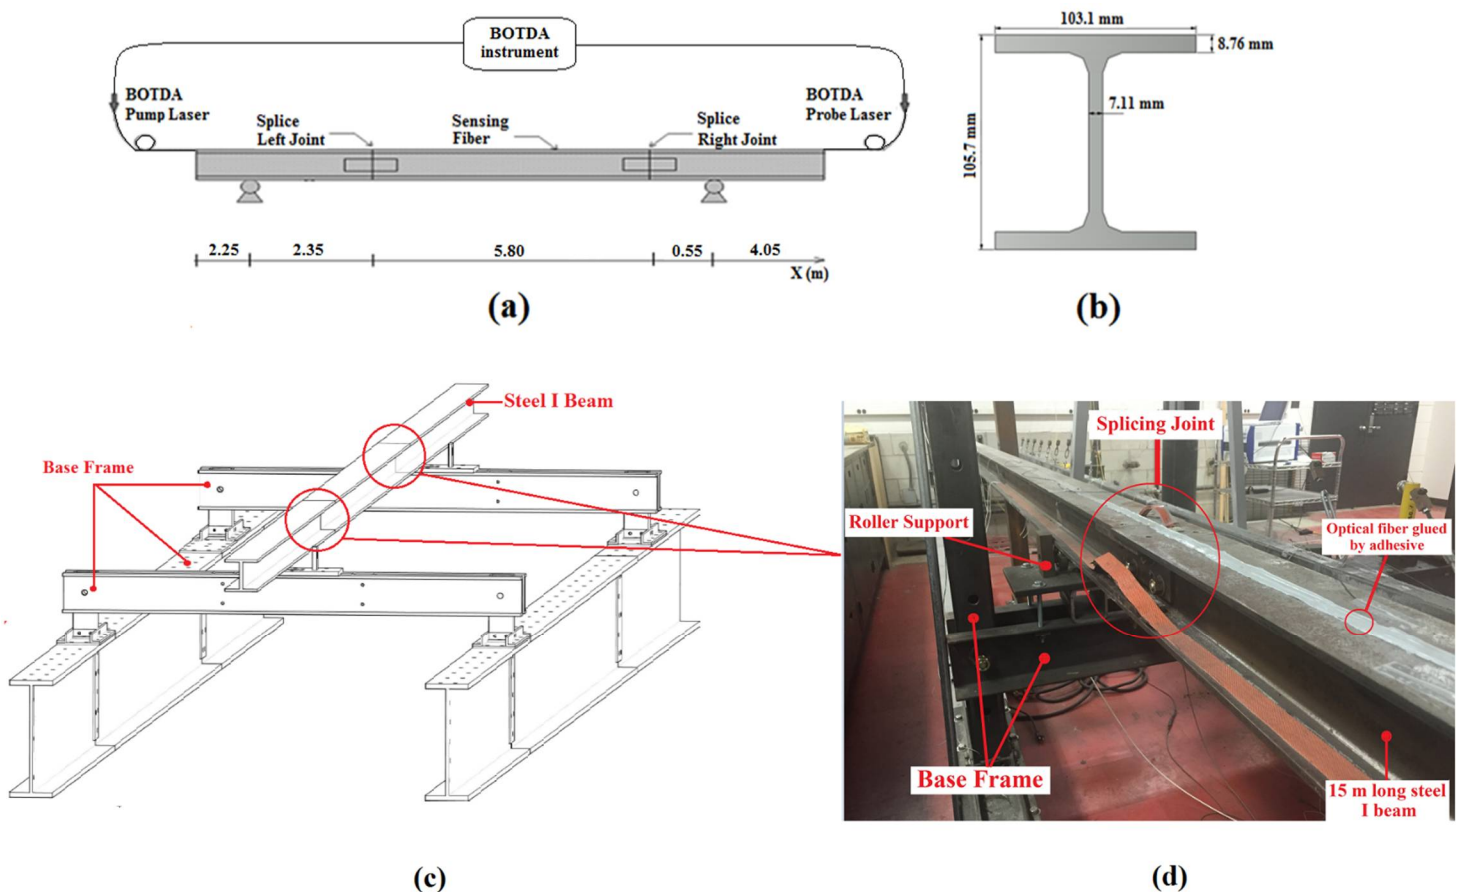 BOTDA
instrument
BOTDA
Pump Laser
Splice
Left Joint
Sensing
Fiber
Splice
Right Joint
BOTDA
Probe Laser
2.25
2.35
5.80
0.55
4.05
X (m)
(a)
103.1 mm
8.76 mm
7.11 mm
105.7 mm
(b)
Steel I Beam
Base Frame
(c)
Splicing Joint
Roller Support
Optical fiber glued
by adhesive
Base Frame
15 m long steel
I beam
(d)